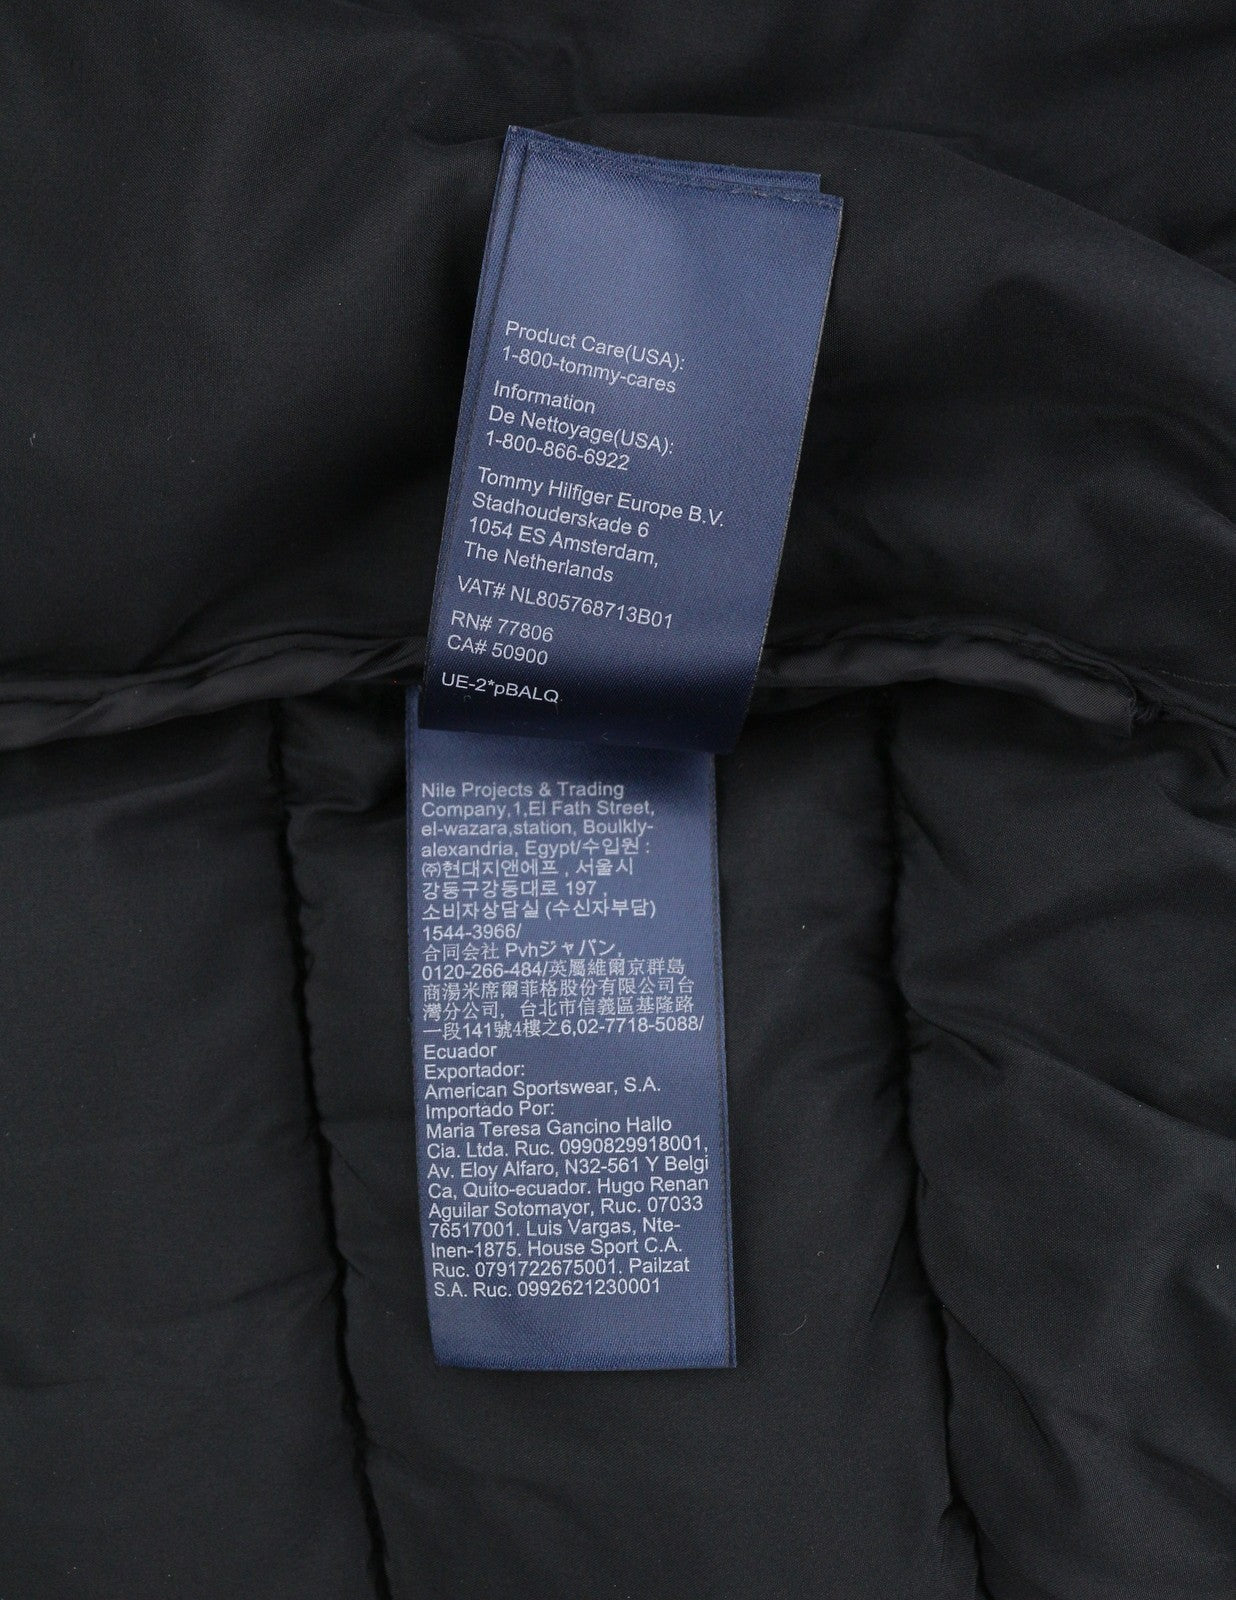 Product Care(USA):
1-800-tommy-cares
Information
De Nettoyage(USA):
1-800-866-6922
Tommy Hilfiger Europe B.V.
Stadhouderskade 6
1054 ES Amsterdam,
The Netherlands
VAT# NL805768713B01
RN# 77806
CA# 50900
UE-2*pBALQ
Nile Projects & Trading
Company,1,El Fath Street,
el-wazara,station, Boulkly-
alexandria, Egypt/수입원 :
㈜현대지앤에프 , 서울시
강동구강동대로 197 ,
소비자상담실 (수신자부담)
1544-3966/
合同会社 Pvhジャパン,
0120-266-484/英屬維爾京群島
商湯米席爾菲格股份有限公司台
灣分公司, 台北市信義區基隆路
一段141號4樓之6,02-7718-5088/
Ecuador
Exportador:
American Sportswear, S.A.
Importado Por:
Maria Teresa Gancino Hallo
Cia. Ltda. Ruc. 0990829918001,
Av. Eloy Alfaro, N32-561 Y Belgi
Ca, Quito-ecuador. Hugo Renan
Aguilar Sotomayor, Ruc. 07033
76517001. Luis Vargas, Nte-
Inen-1875. House Sport C.A.
Ruc. 0791722675001. Pailzat
S.A. Ruc. 0992621230001